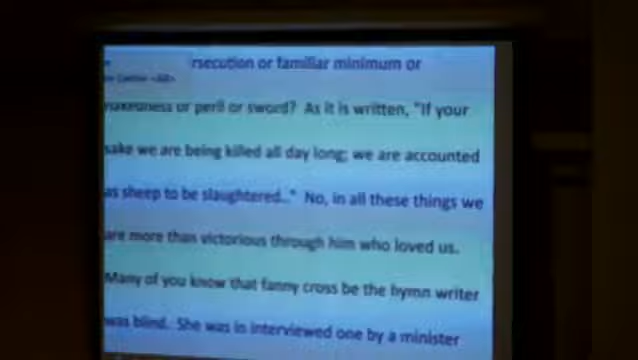 rsecution or familiar minimum or
nakedness or peril or sword? As it is written, "If your
sake we are being killed all day long; we are accounted
as sheep to be slaughtered.." No, in all these things we
are more than victorious through him who loved us.
Many of you know that fanny cross be the hymn writer
was blind. She was in interviewed one by a minister